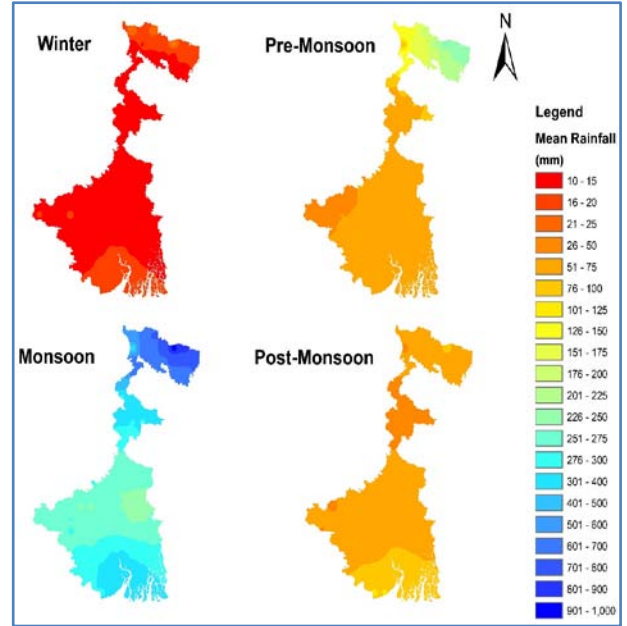 Winter
Pre-Monsoon
N
Monsoon
Post-Monsoon
Legend
Mean Rainfall
(mm)
10 - 15
16 - 20
21 - 25
26 - 50
51 - 75
76 - 100
101 - 125
126 - 150
151 - 175
176 - 200
201 - 225
226 - 250
251 - 275
276 - 300
301 - 400
401 - 500
501 - 600
601 - 700
701 - 800
801 - 900
901 - 1,000